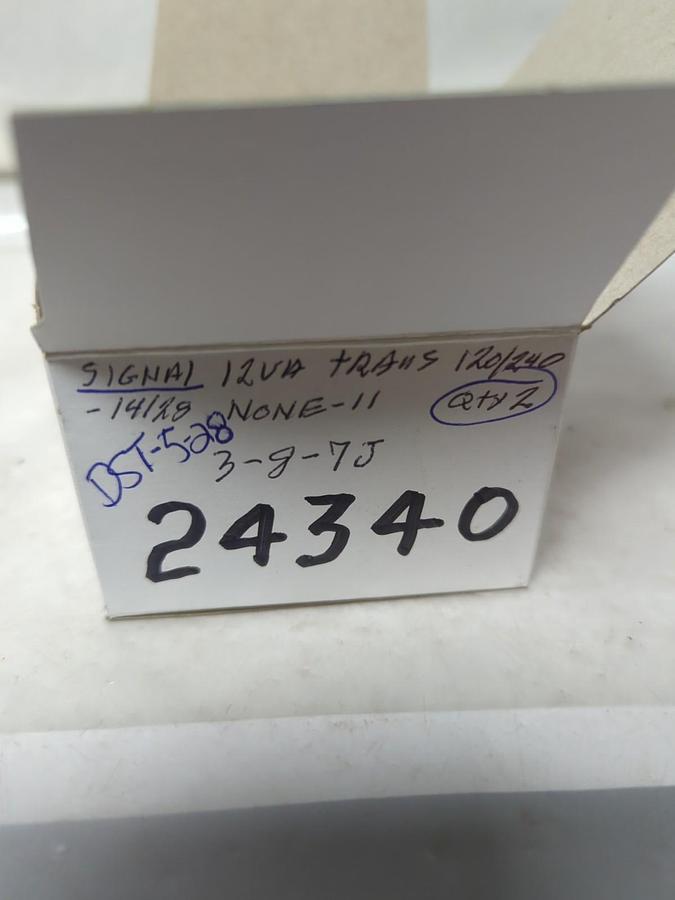 SIGNAL 12VA TRANS 120/240
-14/28 NONE-11 Qty 2
DST-5-28
3-8-7J
24340